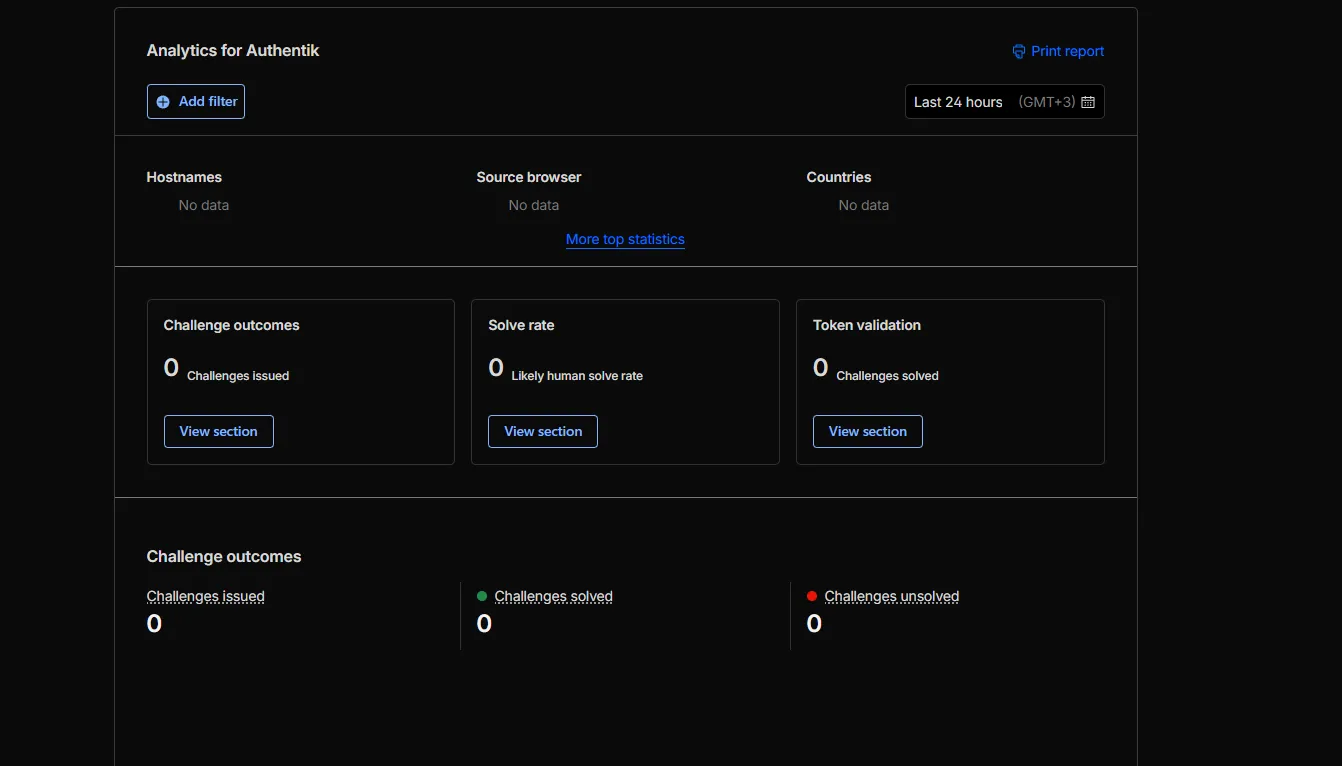 Analytics for Authentik
Print report
Add filter
Last 24 hours (GMT+3)
Hostnames
No data
Source browser
No data
Countries
No data
More top statistics
Challenge outcomes
0 Challenges issued
View section
Solve rate
0 Likely human solve rate
View section
Token validation
0 Challenges solved
View section
Challenge outcomes
Challenges issued
0
Challenges solved
0
Challenges unsolved
0